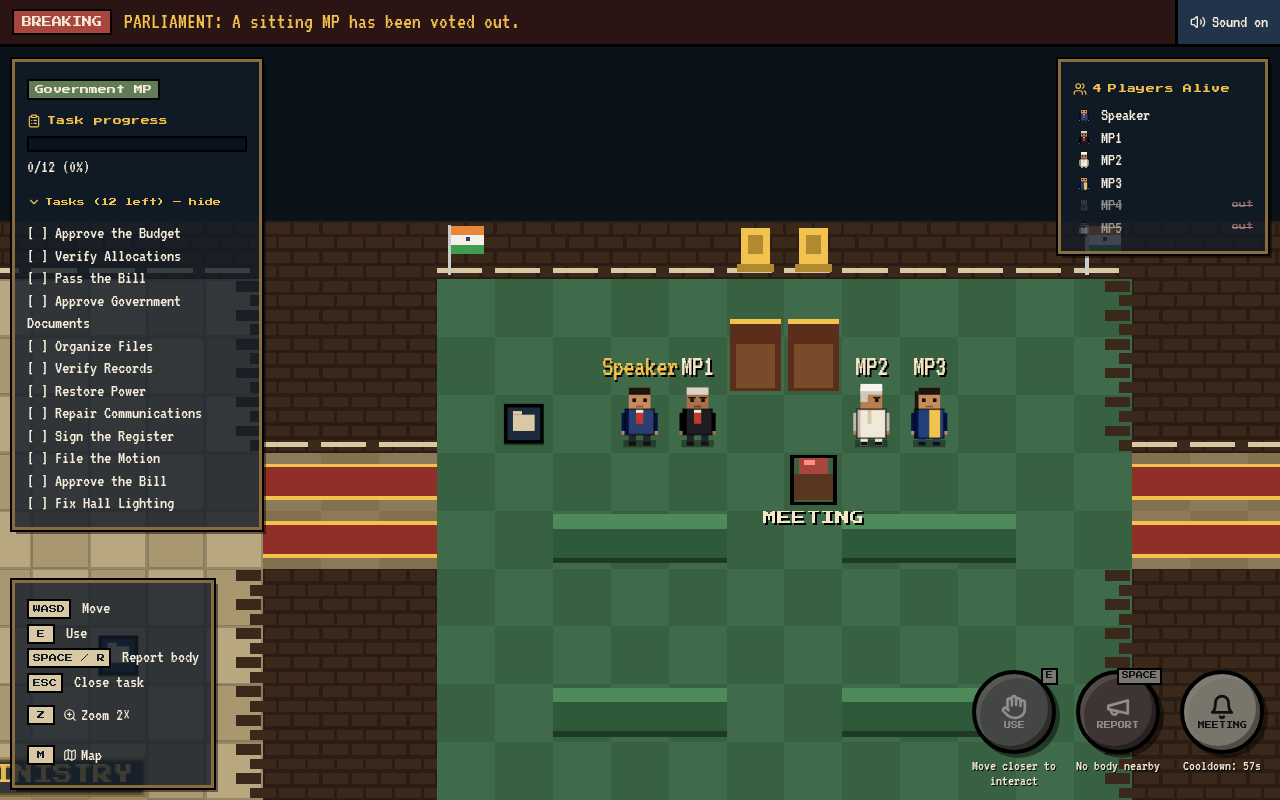 BREAKING PARLIAMENT: A sitting MP has been voted out.
Sound on
Government MP
Task progress
0/12 (0%)
Tasks (12 left) — hide
[ ] Approve the Budget
[ ] Verify Allocations
[ ] Pass the Bill
[ ] Approve Government
Documents
[ ] Organize Files
[ ] Verify Records
[ ] Restore Power
[ ] Repair Communications
[ ] Sign the Register
[ ] File the Motion
[ ] Approve the Bill
[ ] Fix Hall Lighting
4 Players Alive
Speaker
MP1
MP2
MP3
MP4 out
MP5 out
Speaker MP1 MP2 MP3
MEETING
WASD Move
E Use
SPACE / R Report body
ESC Close task
Z Zoom 2X
M Map
NISTRY
E
USE
Move closer to
interact
SPACE
REPORT
No body nearby
MEETING
Cooldown: 57s